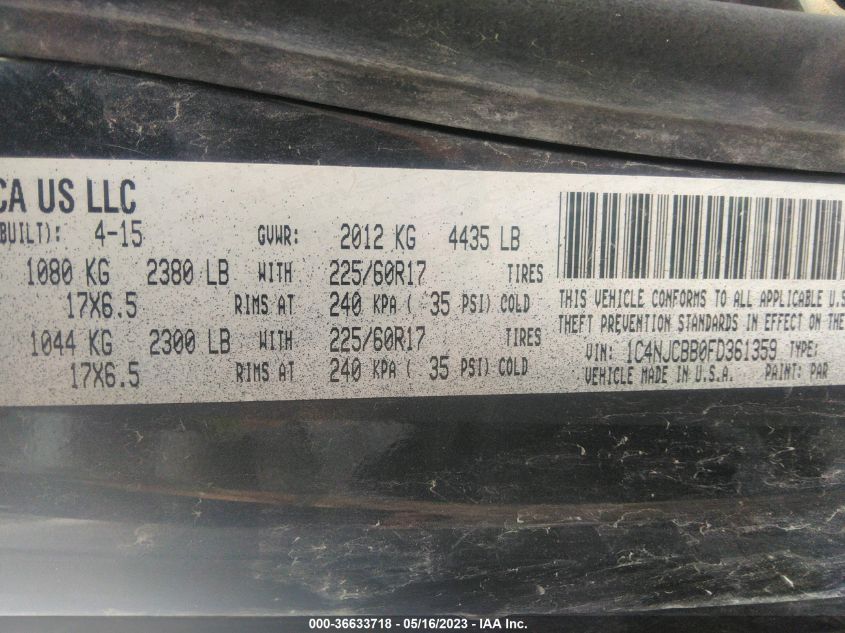 CA US LLC
BUILT): 4-15 GVWR: 2012 KG 4435 LB
1080 KG 2380 LB WITH 225/60R17 TIRES
17X6.5 RIMS AT 240 KPA ( 35 PSI) COLD
1044 KG 2300 LB WITH 225/60R17 TIRES
17X6.5 RIMS AT 240 KPA ( 35 PSI) COLD
THIS VEHICLE CONFORMS TO ALL APPLICABLE U.S
THEFT PREVENTION STANDARDS IN EFFECT ON THE
VIN: 1C4NJCBB0FD361359 TYPE:
VEHICLE MADE IN U.S.A. PAINT: PAR
000-36633718 - 05/16/2023 - WWW.IAAI.COM